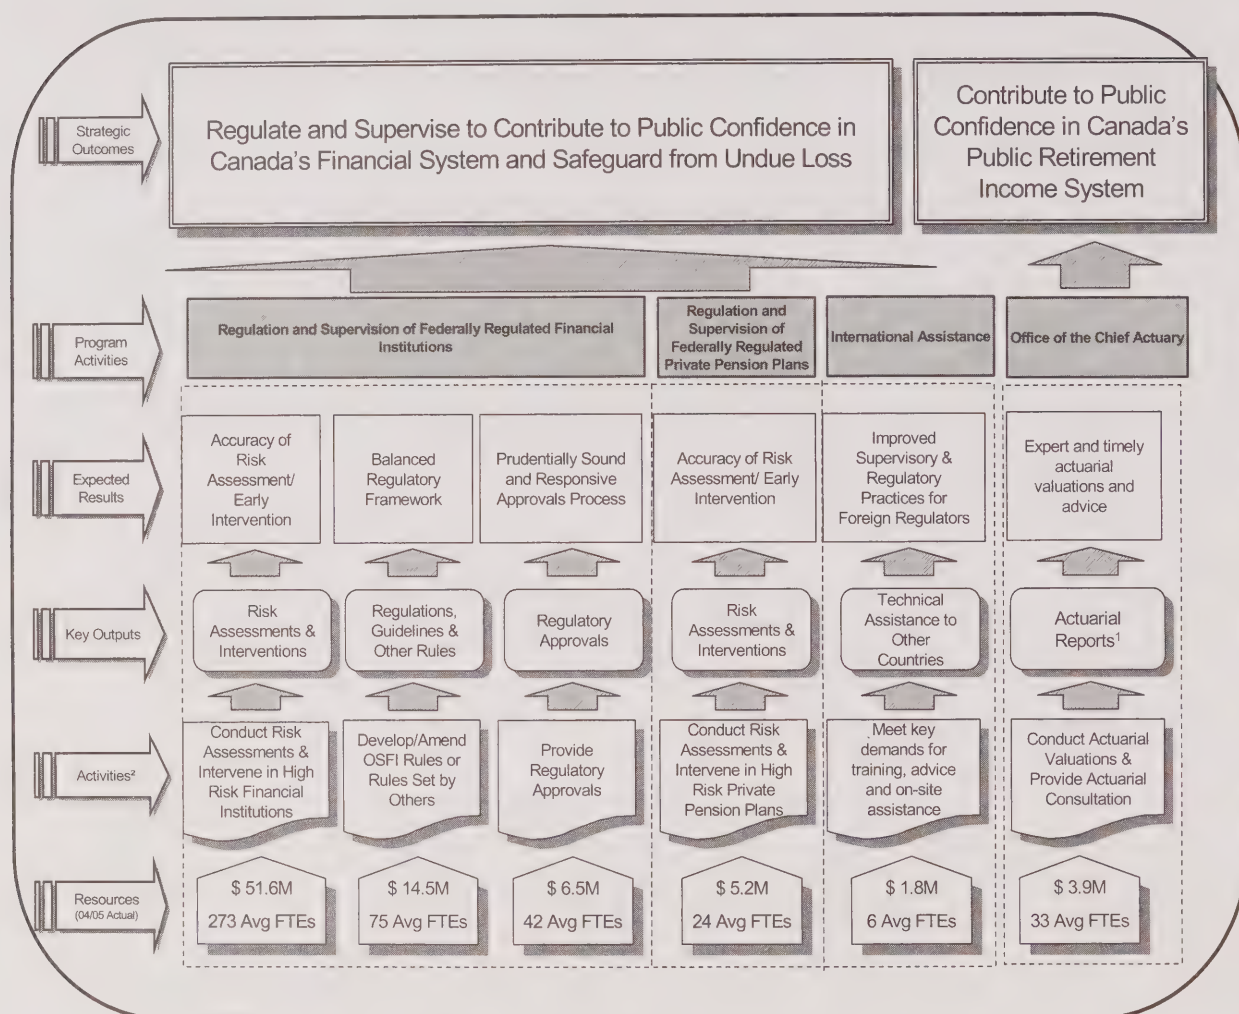 Strategic
Outcomes
Regulate and Supervise to Contribute to Public Confidence in
Canada's Financial System and Safeguard from Undue Loss
Contribute to Public
Confidence in Canada's
Public Retirement
Income System
Program
Activities
Regulation and Supervision of Federally Regulated Financial
Institutions
Regulation and
Supervision of
Federally Regulated
Private Pension Plans
International Assistance
Office of the Chief Actuary
Expected
Results
Accuracy of
Risk
Assessment/
Early
Intervention
Balanced
Regulatory
Framework
Prudentially Sound
and Responsive
Approvals Process
Accuracy of Risk
Assessment/ Early
Intervention
Improved
Supervisory &
Regulatory
Practices for
Foreign Regulators
Expert and timely
actuarial
valuations and
advice
Key Outputs
Risk
Assessments &
Interventions
Regulations,
Guidelines &
Other Rules
Regulatory
Approvals
Risk
Assessments &
Interventions
Technical
Assistance to
Other
Countries
Actuarial
Reports¹
Activities²
Conduct Risk
Assessments &
Intervene in High
Risk Financial
Institutions
Develop/Amend
OSFI Rules or
Rules Set by
Others
Provide
Regulatory
Approvals
Conduct Risk
Assessments &
Intervene in High
Risk Private
Pension Plans
Meet key
demands for
training, advice
and on-site
assistance
Conduct Actuarial
Valuations &
Provide Actuarial
Consultation
Resources
(04/05 Actual)
$ 51.6M
273 Avg FTEs
$ 14.5M
75 Avg FTEs
$ 6.5M
42 Avg FTEs
$ 5.2M
24 Avg FTEs
$ 1.8M
6 Avg FTEs
$ 3.9M
33 Avg FTEs